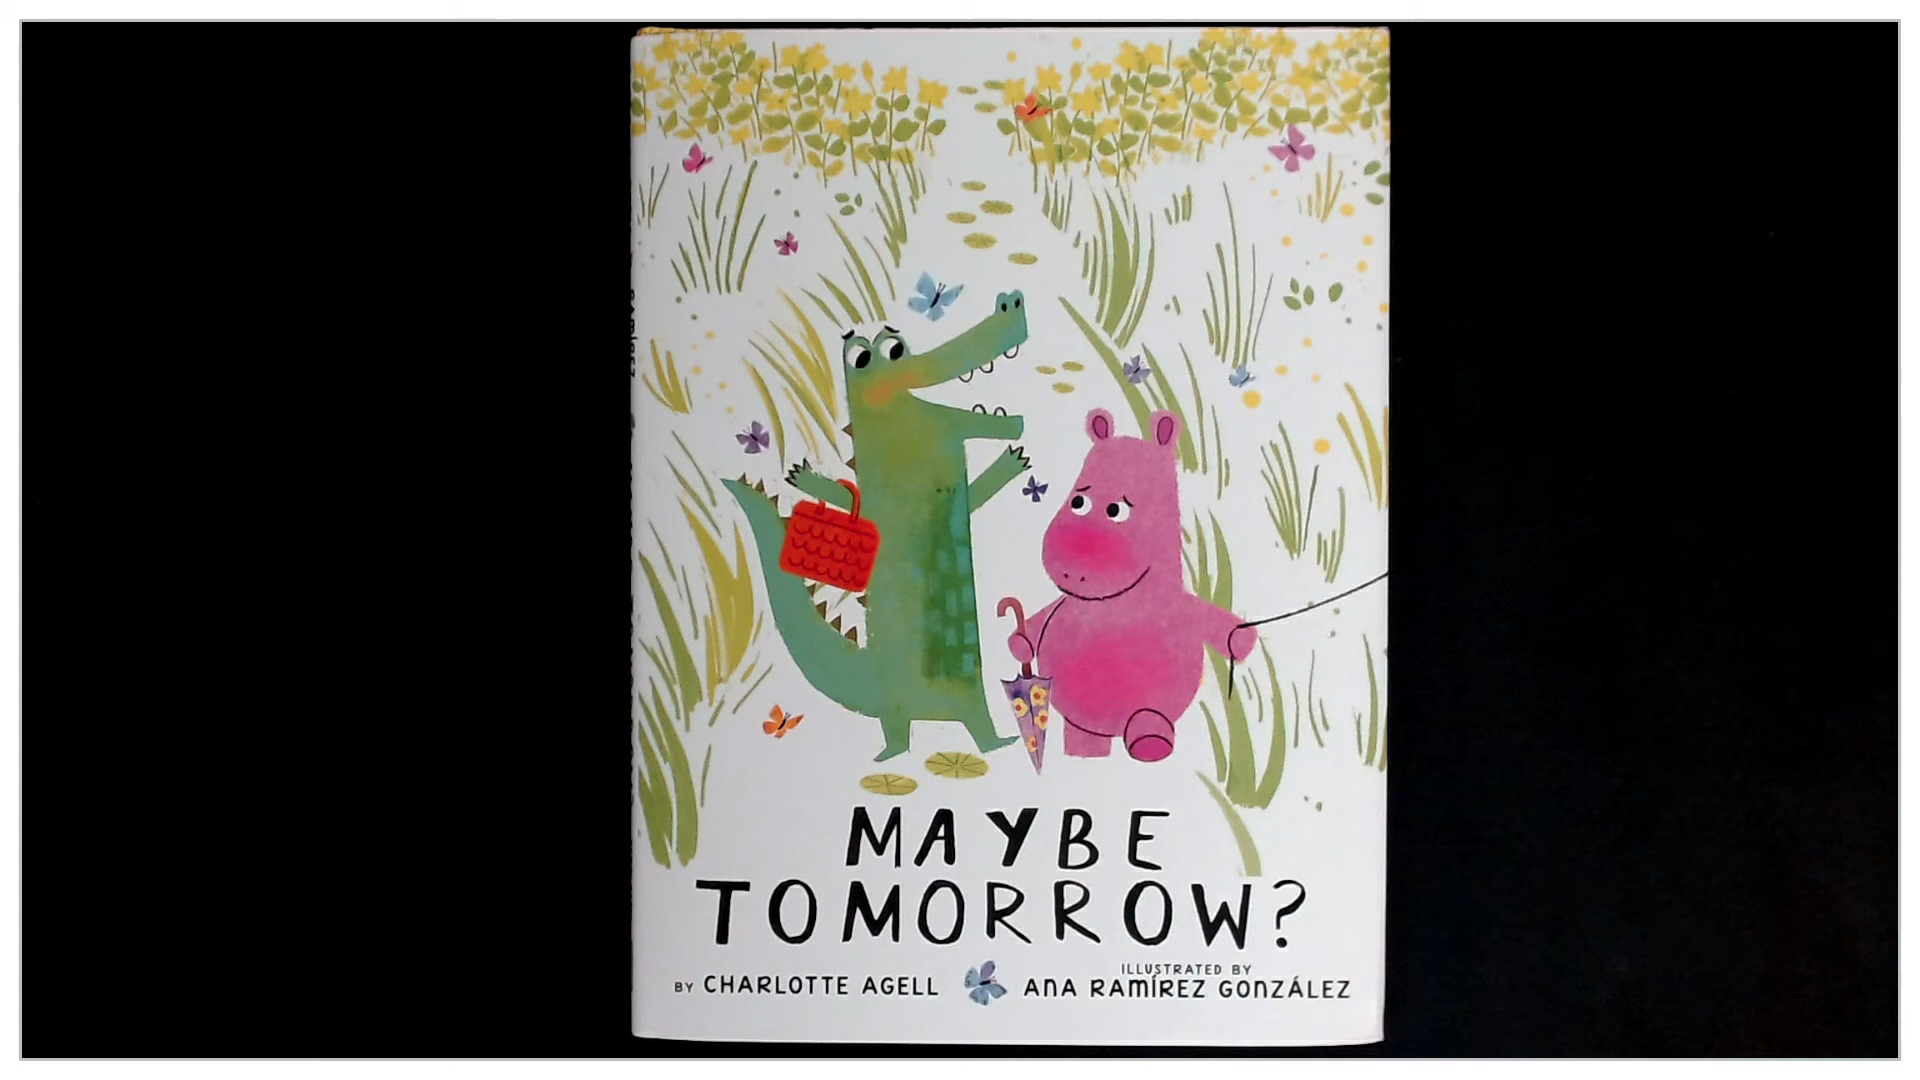 MAYBE
TOMORROW?
BY CHARLOTTE AGELL
ILLUSTRATED BY
ANA RAMÍREZ GONZÁLEZ